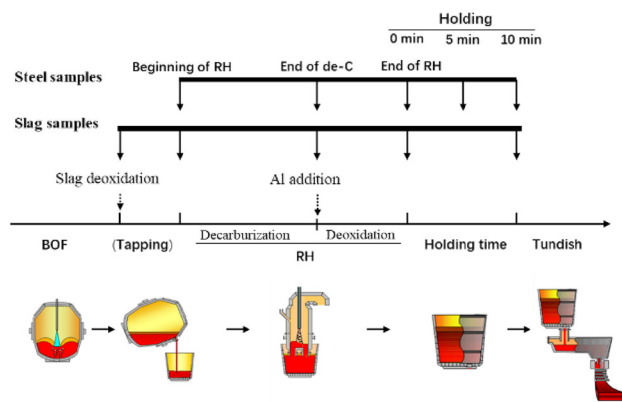 Holding
0 min 5 min 10 min
Beginning of RH End of de-C End of RH
Steel samples
Slag samples
Slag deoxidation Al addition
Decarburization Deoxidation
BOF (Tapping) RH Holding time Tundish